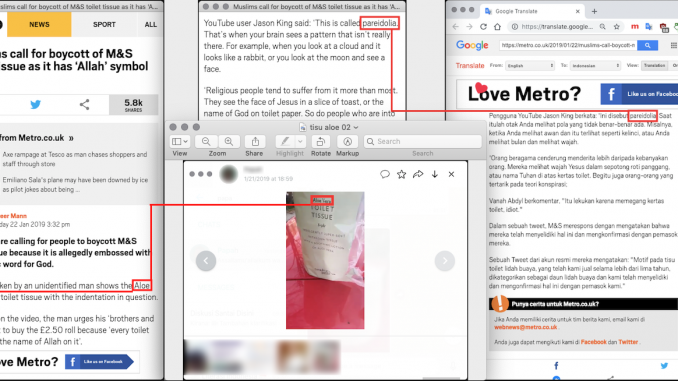 slims call for boycott of M&S toilet tissue as it has 'A...
NEWS
SPORT
ALL
s call for boycott of M&S
ssue as it has 'Allah' symbol
5.8k
SHARES
from Metro.co.uk »
Axe rampage at Tesco as man chases shoppers and
staff through store
Emiliano Sala's plane may have been downed by ice
as pilot jokes about being ...
eer Mann
day 22 Jan 2019 3:32 pm
re calling for people to boycott M&S
sue because it is allegedly embossed with
c word for God.
ken by an unidentified man shows the Aloe
toilet tissue with the indentation in question.
on the video, the man urges his 'brothers and
t to buy the £2.50 roll because 'every toilet
the name of Allah on it'.
ove Metro?
f
Like us on Facebook
Muslims call for boycott of M&S toilet tissue as it has 'A...
YouTube user Jason King said: 'This is called pareidolia.
That's when your brain sees a pattern that isn't really
there. For example, when you look at a cloud and it
looks like a rabbit, or you look at the moon and see a
face.
'Religious people tend to suffer from it more than most.
They see the face of Jesus in a slice of toast, or the
name of God on toilet paper. So do people who are into
tisu aloe 02
View
Zoom
Share
Highlight
Rotate
Markup
Search
Search
1/21/2019 at 18:59
Aloe Vera
TOILET
TISSUE
Google Translate
https://translate.google...
Google
https://metro.co.uk/2019/01/22/muslims-call-boycott-m
Translate
From:
English
To:
Indonesian
View:
Translation
Love Metro?
f
Like us on Facebook
Pengguna YouTube Jason King berkata: 'Ini disebut pareidolia. Saat
itulah otak Anda melihat pola yang tidak benar-benar ada. Misalnya,
ketika Anda melihat awan dan itu terlihat seperti kelinci, atau Anda
melihat bulan dan melihat wajah.
'Orang beragama cenderung menderita lebih daripada kebanyakan
orang. Mereka melihat wajah Yesus dalam sepotong roti panggang,
atau nama Tuhan di atas kertas toilet. Begitu juga orang-orang yang
tertarik pada teori konspirasi.
Vanah Abdyl berkomentar: "Itu lakukan karena memegang kertas
toilet, idiot."
Dalam sebuah tweet, M&S merespons dengan mengatakan bahwa
mereka telah menyelidiki hal ini dan mengkonfirmasi dengan pemasok
mereka.
Sebuah Tweet dari akun resmi mereka mengatakan: "Motif pada tisu
toilet lidah buaya, yang telah kami jual selama lebih dari lima tahun,
dikategorikan sebagai daun lidah buaya dan kami telah menyelidiki
dan mengkonfirmasi hal ini dengan pemasok kami."
Punya cerita untuk Metro.co.uk?
Jika Anda memiliki cerita untuk tim berita kami, email kami di
webnews@metro.co.uk
Anda juga dapat mengikuti kami di Facebook dan Twitter.